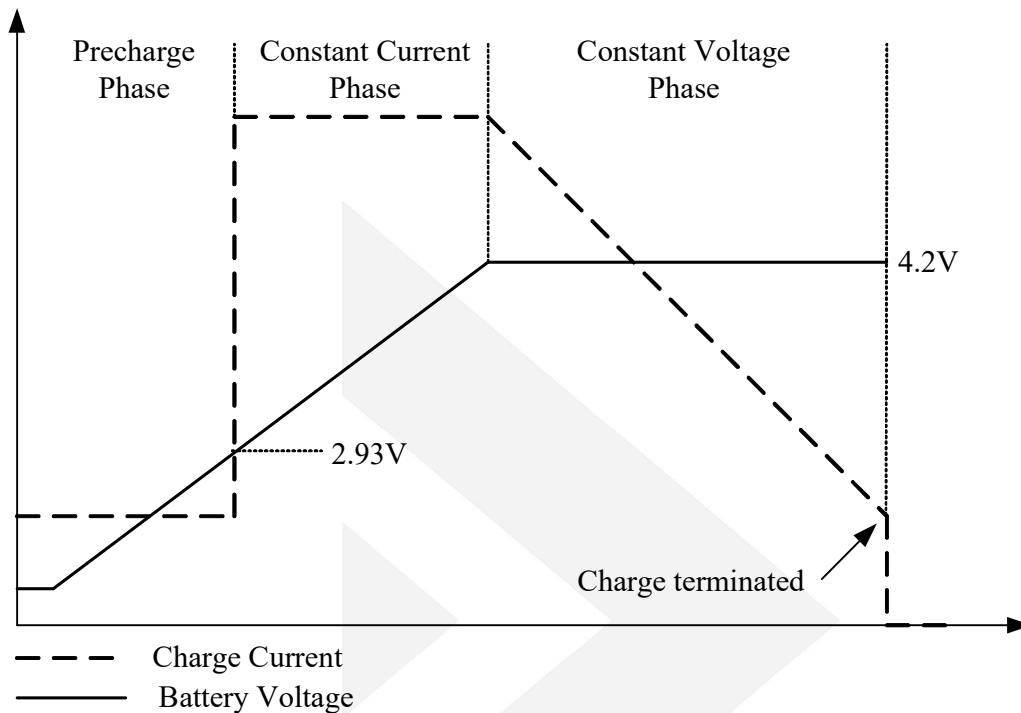 Precharge
Phase
Constant Current
Phase
Constant Voltage
Phase
4.2V
2.93V
Charge terminated
Charge Current
Battery Voltage